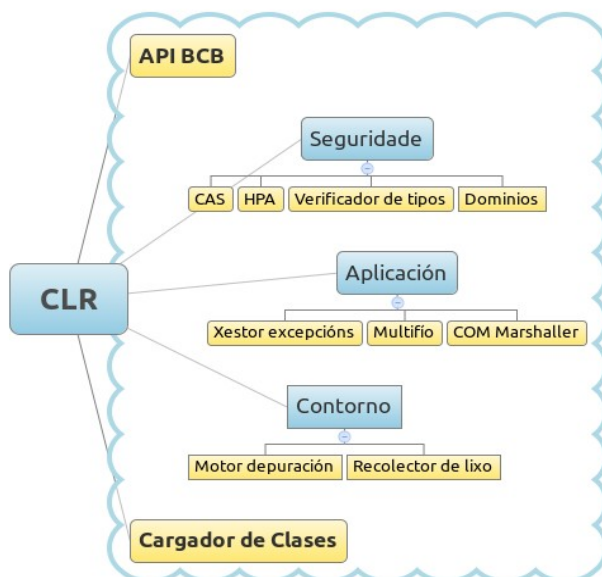 API BCB
Seguridade
CAS
HPA
Verificador de tipos
Dominios
CLR
Aplicación
Xestor excepcións
Multifío
COM Marshaller
Contorno
Motor depuración
Recolector de lixo
Cargador de Clases